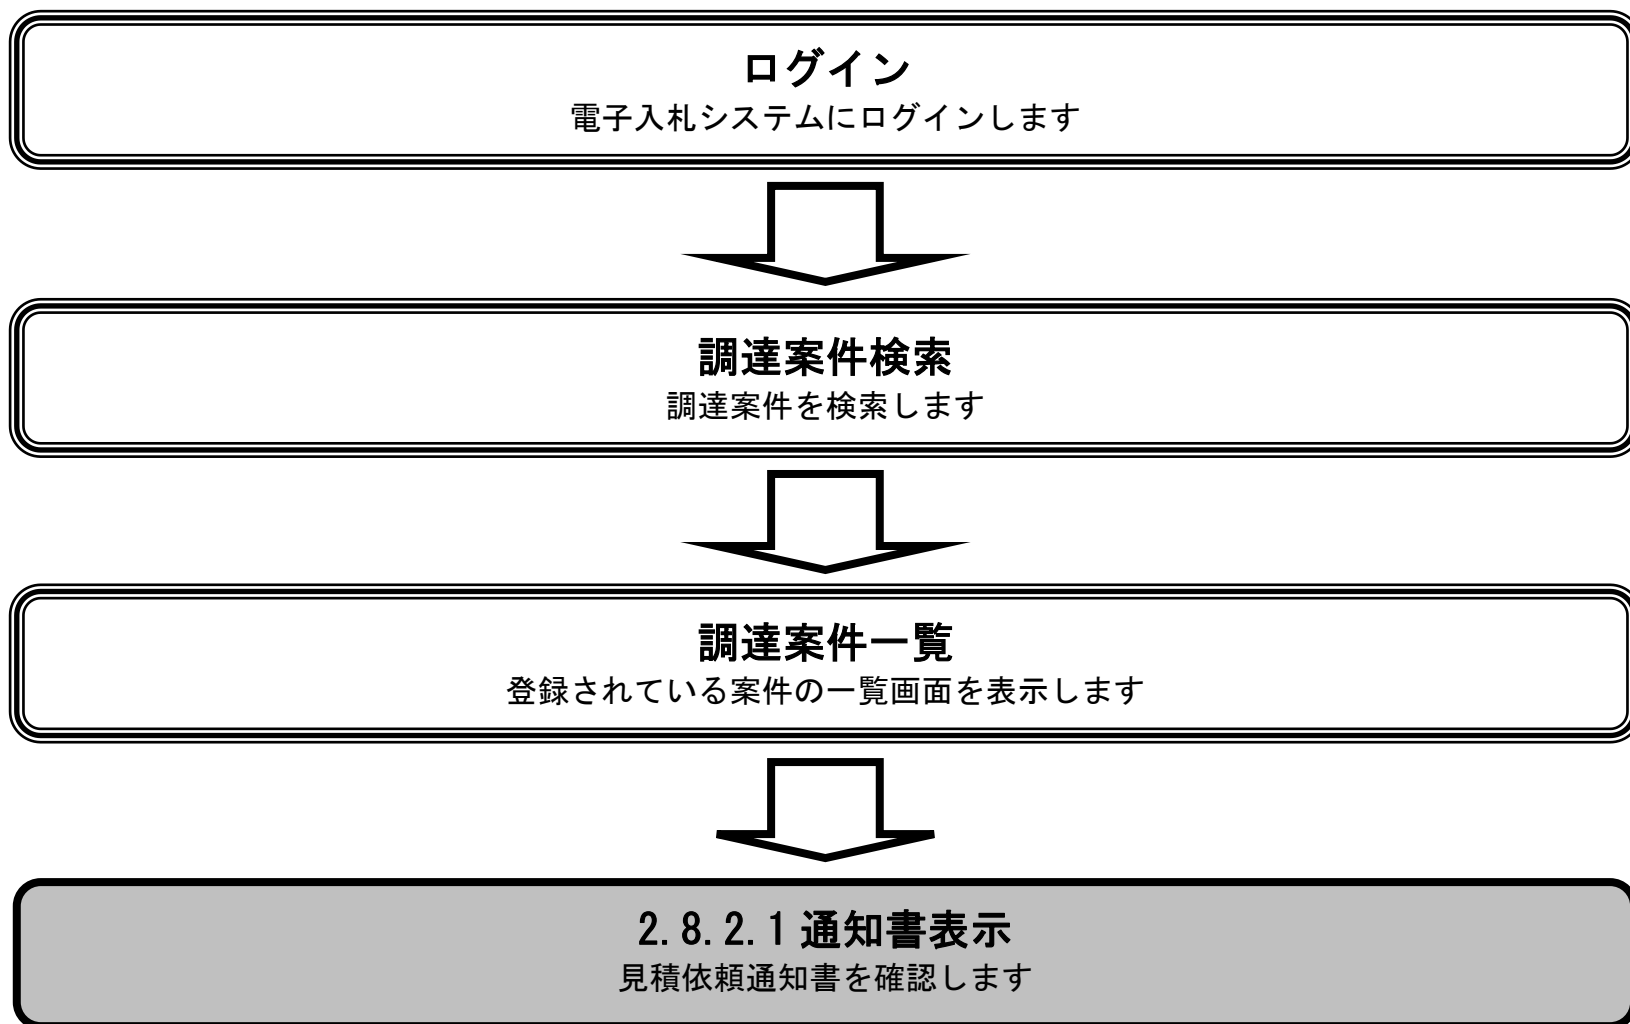 ログイン
電子入札システムにログインします
調達案件検索
調達案件を検索します
調達案件一覧
登録されている案件の一覧画面を表示します
2.8.2.1通知書表示
見積依頼通知書を確認します